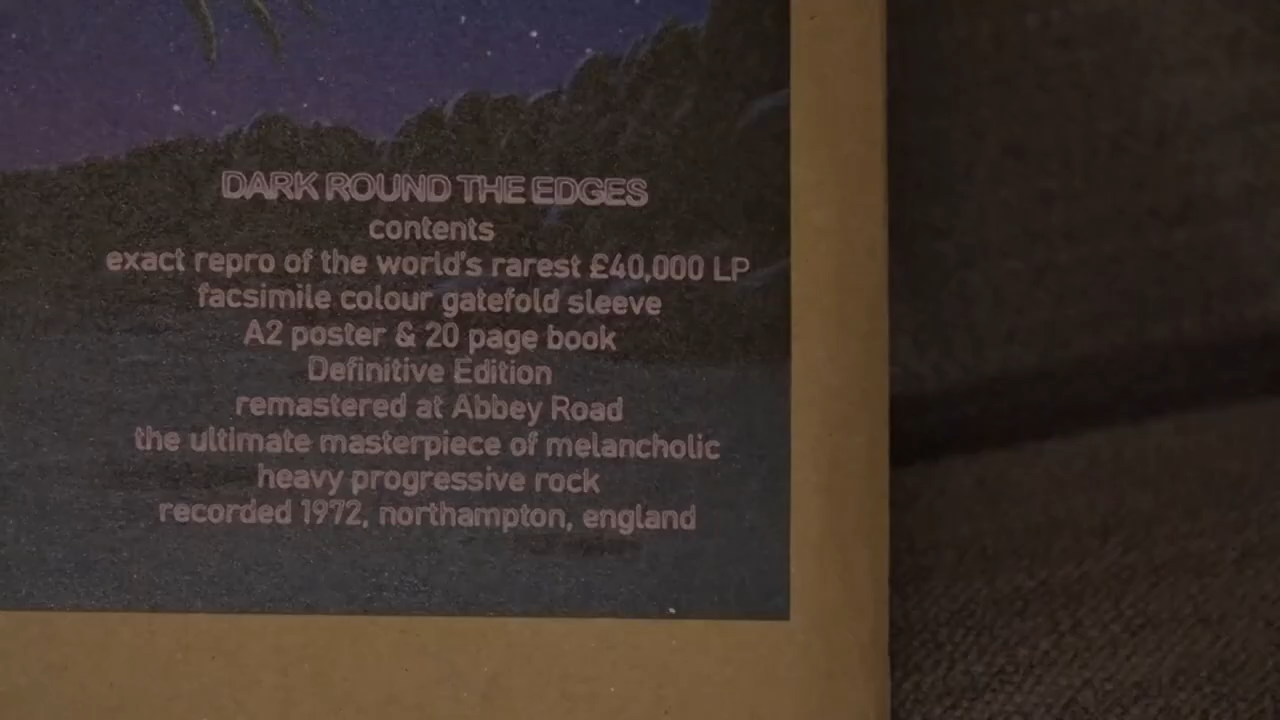 DARK ROUND THE EDGES
contents
exact repro of the world's rarest £40,000 LP
facsimile colour gatefold sleeve
A2 poster & 20 page book
Definitive Edition
remastered at Abbey Road
the ultimate masterpiece of melancholic
heavy progressive rock
recorded 1972, northampton, england